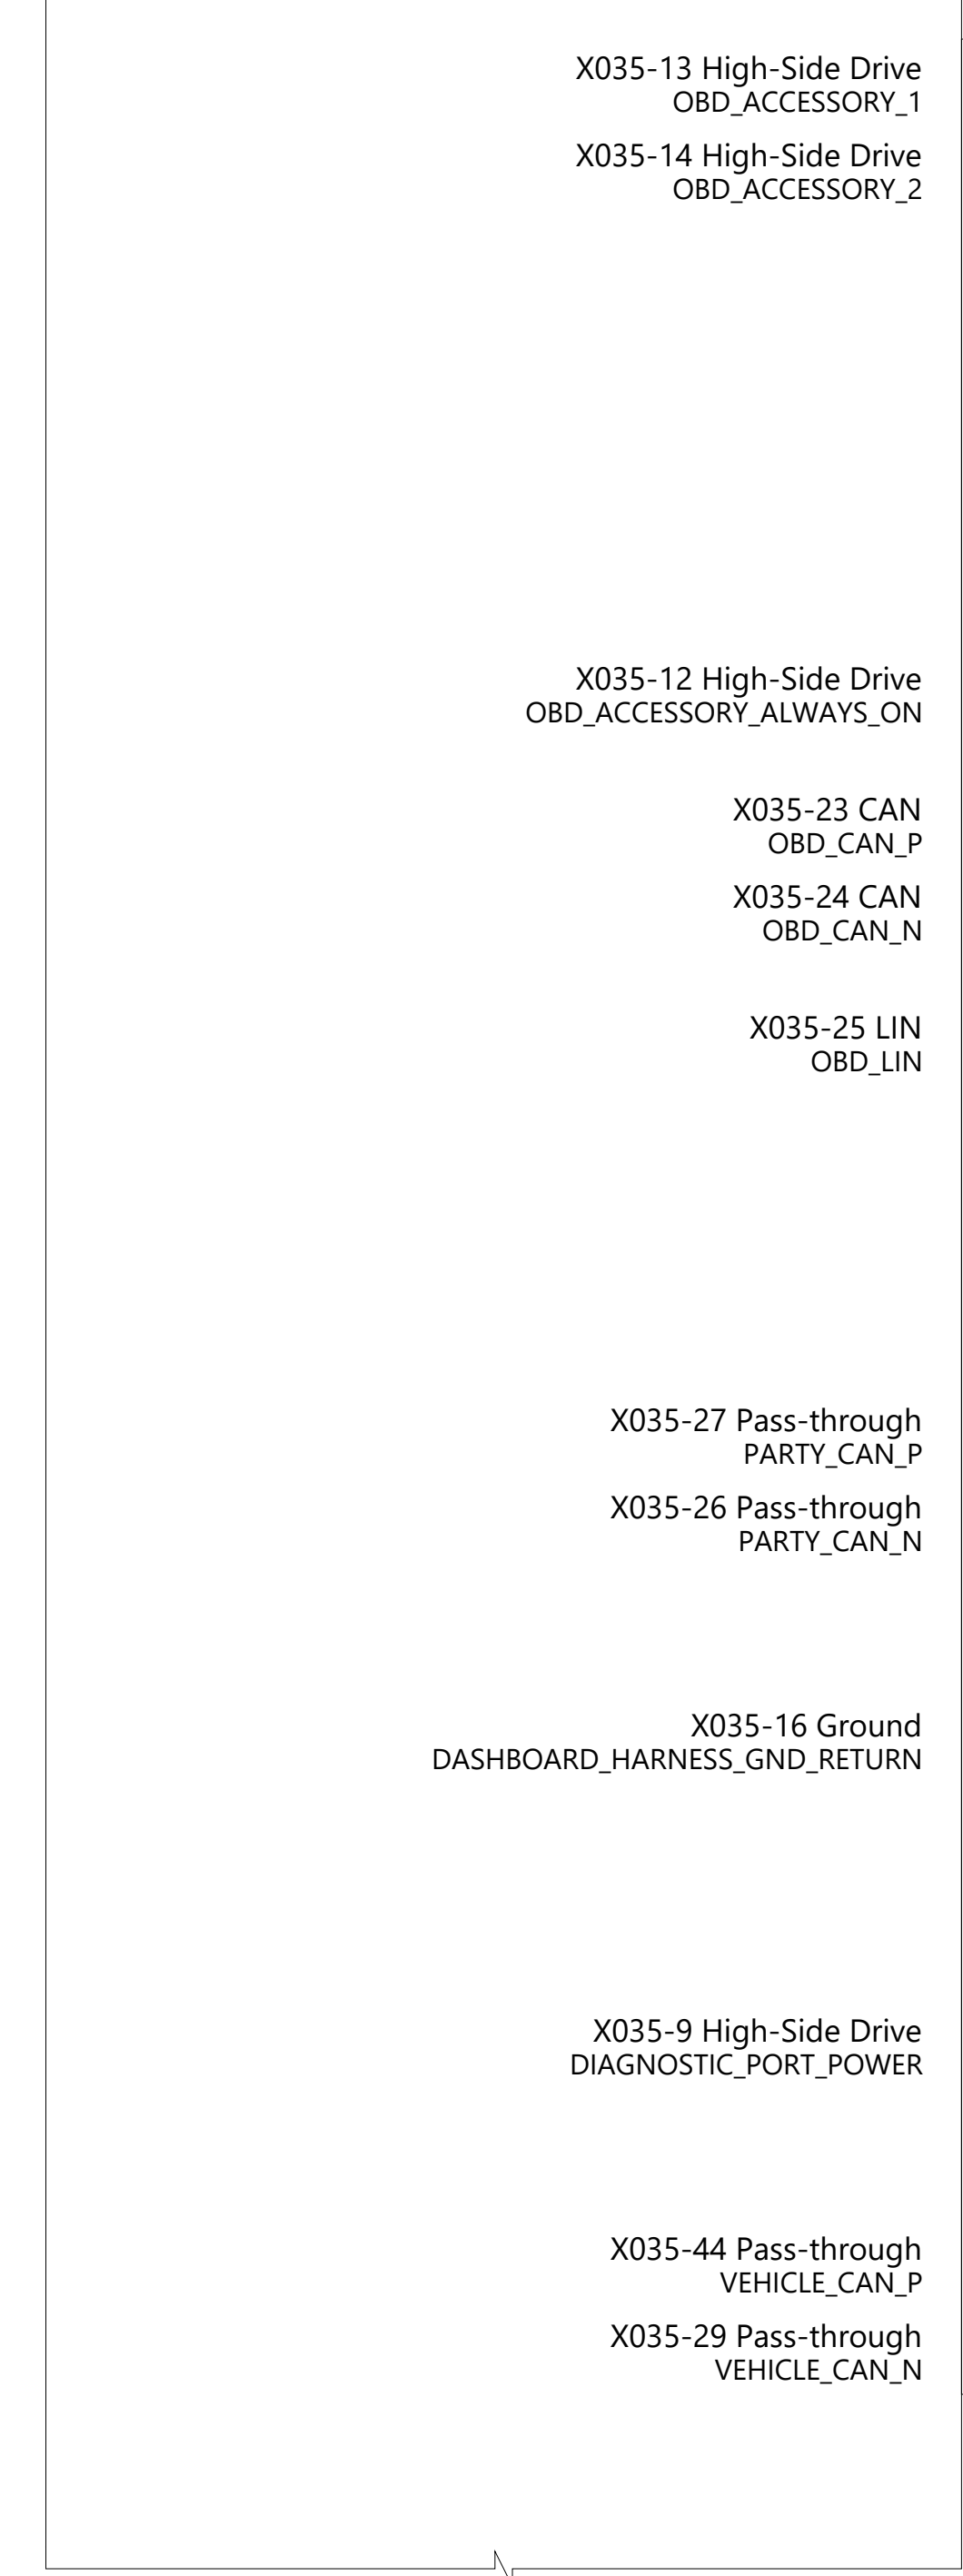 X035-13 High-Side Drive
OBD_ACCESSORY_1
X035-14 High-Side Drive
OBD_ACCESSORY_2
X035-12 High-Side Drive
OBD_ACCESSORY_ALWAYS_ON
X035-23 CAN
OBD_CAN_P
X035-24 CAN
OBD_CAN_N
X035-25 LIN
OBD_LIN
X035-27 Pass-through
PARTY_CAN_P
X035-26 Pass-through
PARTY_CAN_N
X035-16 Ground
DASHBOARD_HARNESS_GND_RETURN
X035-9 High-Side Drive
DIAGNOSTIC_PORT_POWER
X035-44 Pass-through
VEHICLE_CAN_P
X035-29 Pass-through
VEHICLE_CAN_N